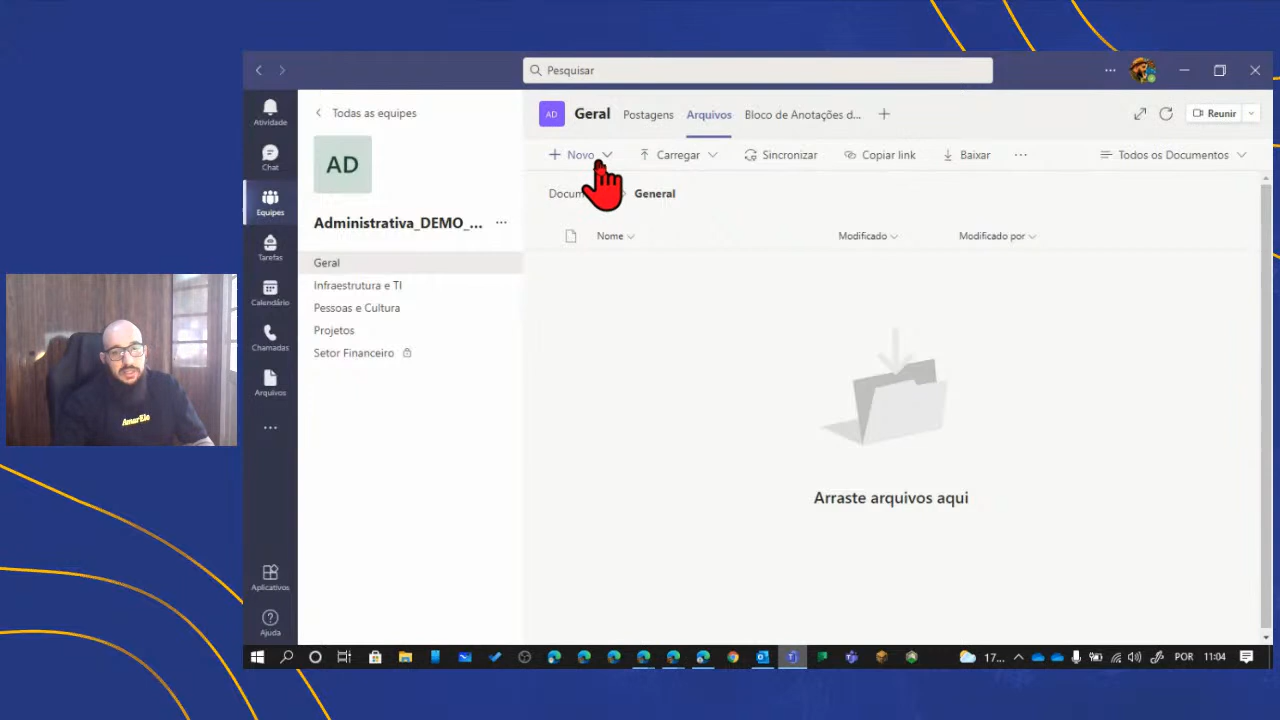 Pesquisar
Atividade
Chat
Equipes
Tarefas
Calendário
Chamadas
Arquivos
Aplicativos
Ajuda
Todas as equipes
AD
Administrativa_DEMO_...
Geral
Infraestrutura e TI
Pessoas e Cultura
Projetos
Setor Financeiro
AD Geral Postagens Arquivos Bloco de Anotações d... Reunir
Novo Carregar Sincronizar Copiar link Baixar Todos os Documentos
General
Nome Modificado Modificado por
Arraste arquivos aqui
17... POR 11:04